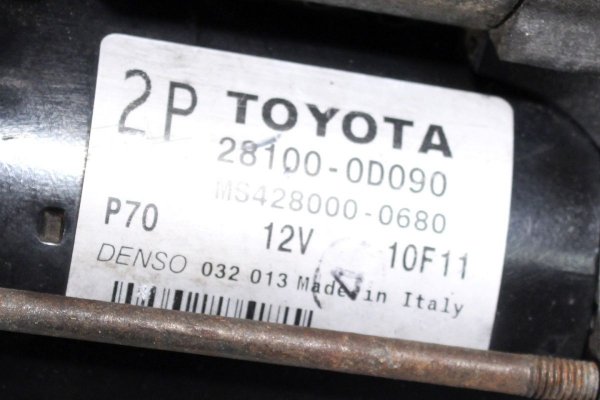 2P TOYOTA
28100-0D090
MS428000-0680
P70 12V 10F11
DENSO 032 013 Made in Italy